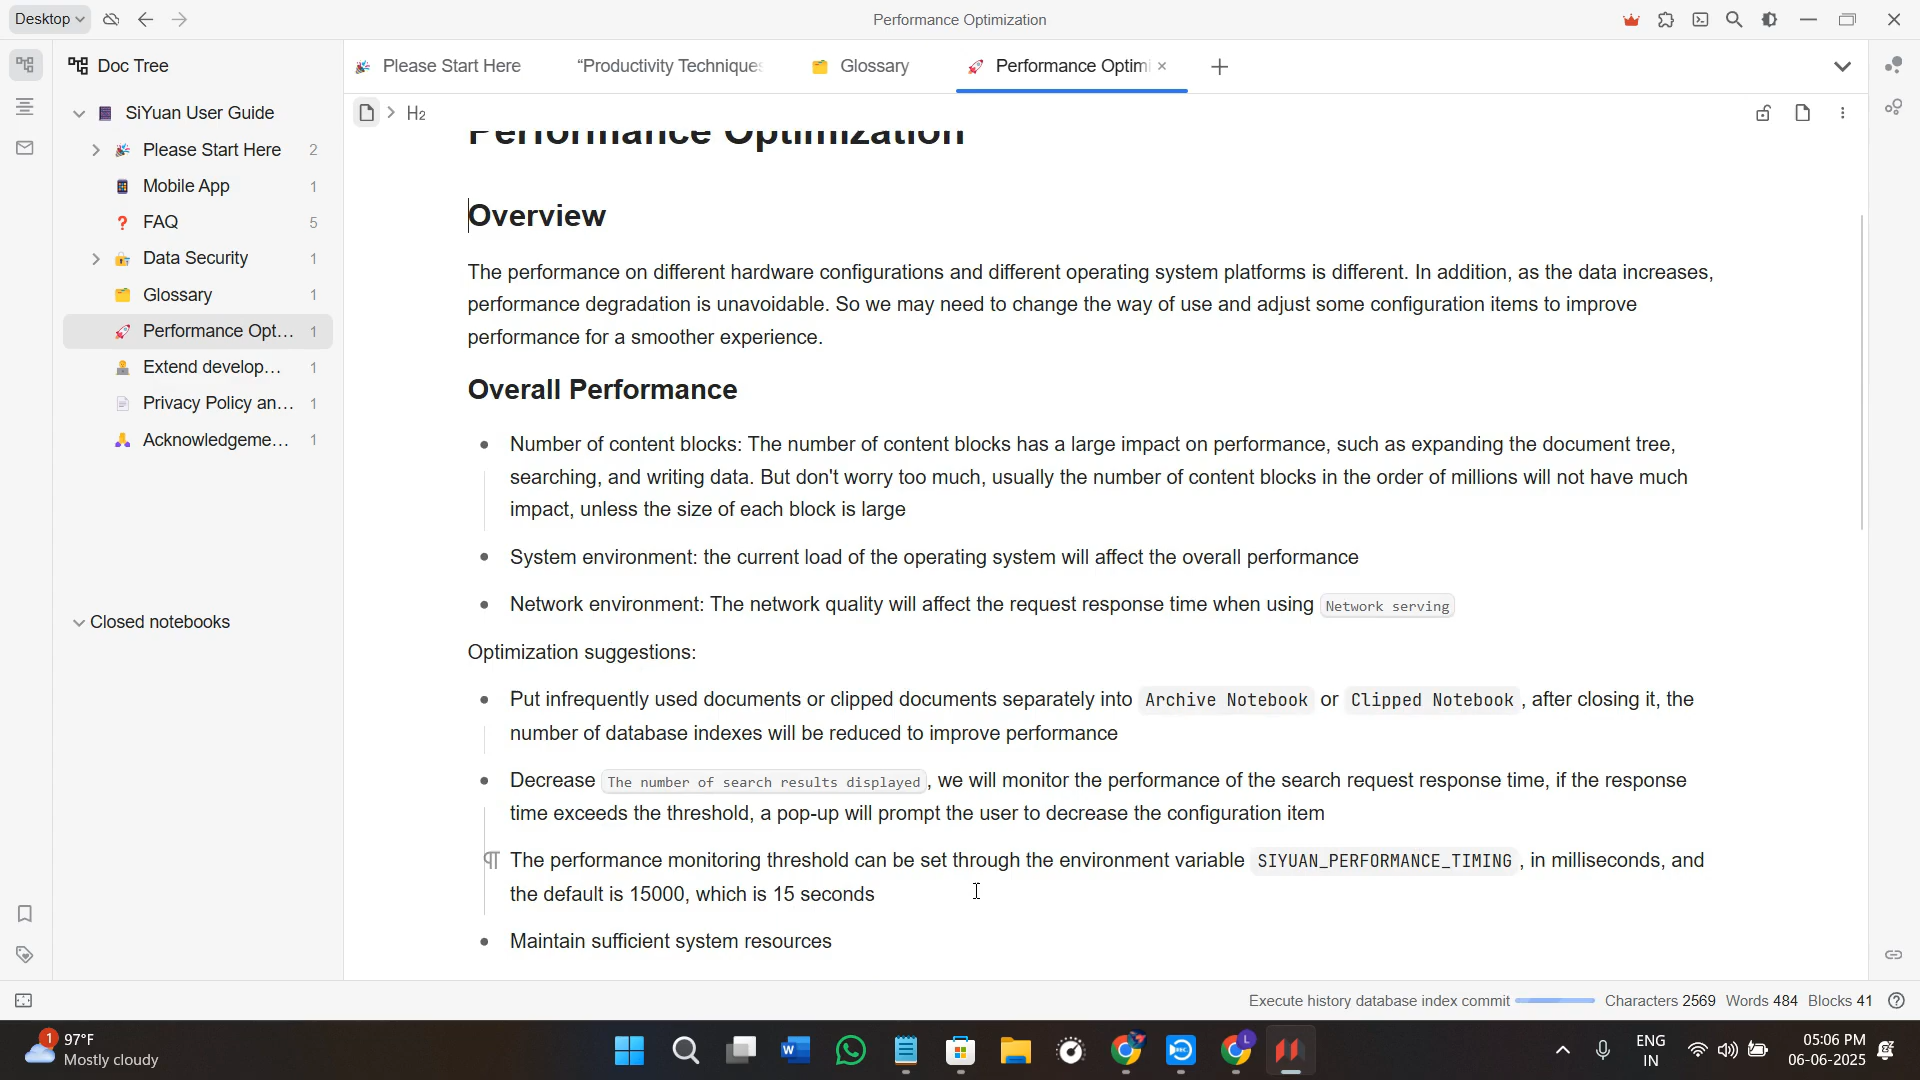 Desktop
Performance Optimization
Doc Tree
Please Start Here
“Productivity Techniques
Glossary
Performance Optimi
SiYuan User Guide
H2
Please Start Here 2
Mobile App 1
FAQ 5
Data Security 1
Glossary 1
Performance Opt... 1
Extend develop... 1
Privacy Policy an... 1
Acknowledgeme... 1
Closed notebooks
Performance Optimization
Overview
The performance on different hardware configurations and different operating system platforms is different. In addition, as the data increases,
performance degradation is unavoidable. So we may need to change the way of use and adjust some configuration items to improve
performance for a smoother experience.
Overall Performance
Number of content blocks: The number of content blocks has a large impact on performance, such as expanding the document tree,
searching, and writing data. But don't worry too much, usually the number of content blocks in the order of millions will not have much
impact, unless the size of each block is large
System environment: the current load of the operating system will affect the overall performance
Network environment: The network quality will affect the request response time when using Network serving
Optimization suggestions:
Put infrequently used documents or clipped documents separately into Archive Notebook or Clipped Notebook , after closing it, the
number of database indexes will be reduced to improve performance
Decrease The number of search results displayed, we will monitor the performance of the search request response time, if the response
time exceeds the threshold, a pop-up will prompt the user to decrease the configuration item
The performance monitoring threshold can be set through the environment variable SIYUAN_PERFORMANCE_TIMING , in milliseconds, and
the default is 15000, which is 15 seconds
Maintain sufficient system resources
Execute history database index commit Characters 2569 Words 484 Blocks 41
1
97°F
Mostly cloudy
L
ENG
IN
05:06 PM
06-06-2025